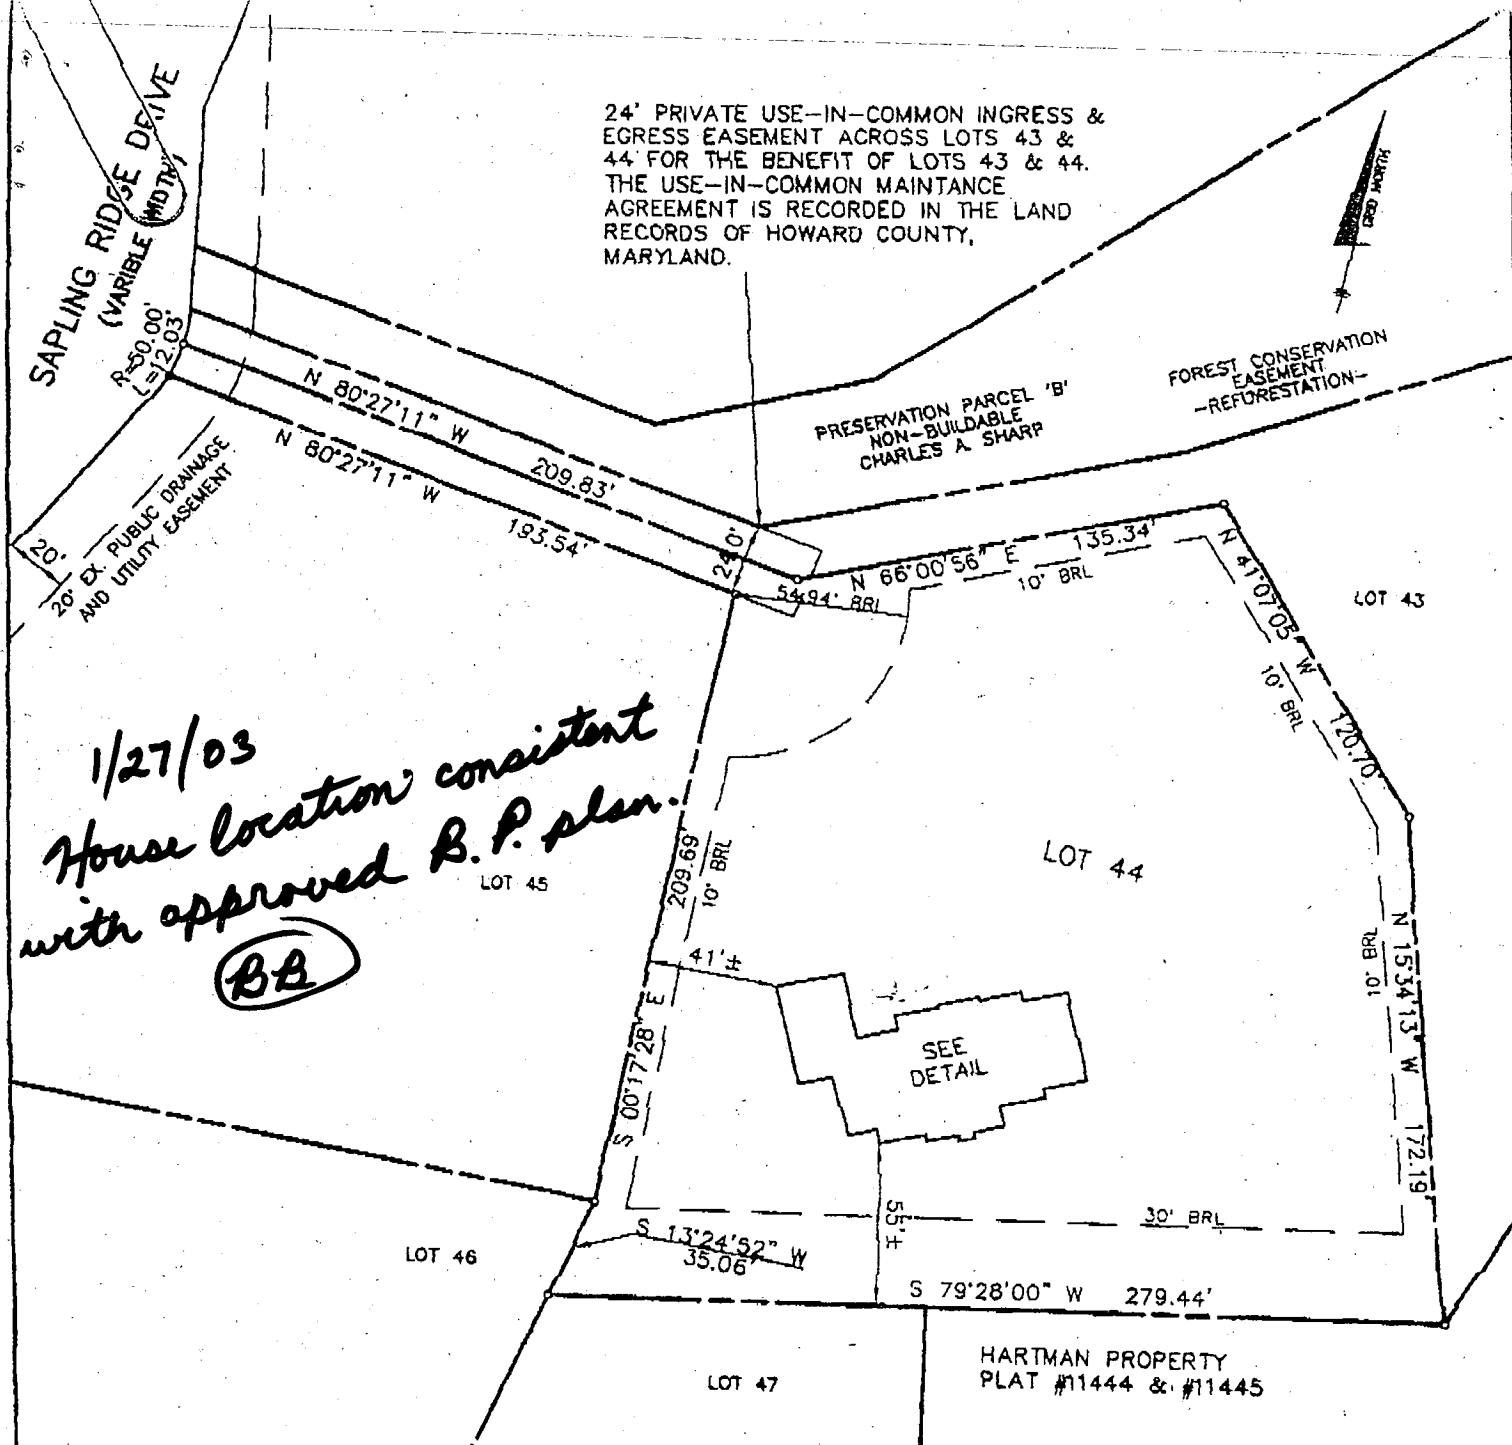 SAPLING RIDGE DRIVE
(VARIBLE WIDTH)
24' PRIVATE USE-IN-COMMON INGRESS &
EGRESS EASEMENT ACROSS LOTS 43 &
44 FOR THE BENEFIT OF LOTS 43 & 44.
THE USE-IN-COMMON MAINTANCE
AGREEMENT IS RECORDED IN THE LAND
RECORDS OF HOWARD COUNTY,
MARYLAND.
GRID NORTH
R=50.00'
L=12.03'
N 80°27'11" W
209.83'
N 80°27'11" W
193.54'
PRESERVATION PARCEL 'B'
NON-BUILDABLE
CHARLES A. SHARP
FOREST CONSERVATION
EASEMENT
-REFORESTATION-
20'
20' EX. PUBLIC DRAINAGE
AND UTILITY EASEMENT
24.0'
54.94' BRL
N 66°00'56" E 135.34'
10' BRL
N 41°07'05" W 120.70'
10' BRL
LOT 43
1/27/03
House location consistent
with approved B.P. plan.
BB
LOT 45
209.69'
10' BRL
LOT 44
41'±
S 00°17'28" E
SEE
DETAIL
10' BRL
N 15°34'13" W 172.19'
55'±
30' BRL
S 13°24'52" W
35.06'
LOT 46
S 79°28'00" W 279.44'
LOT 47
HARTMAN PROPERTY
PLAT #11444 & #11445